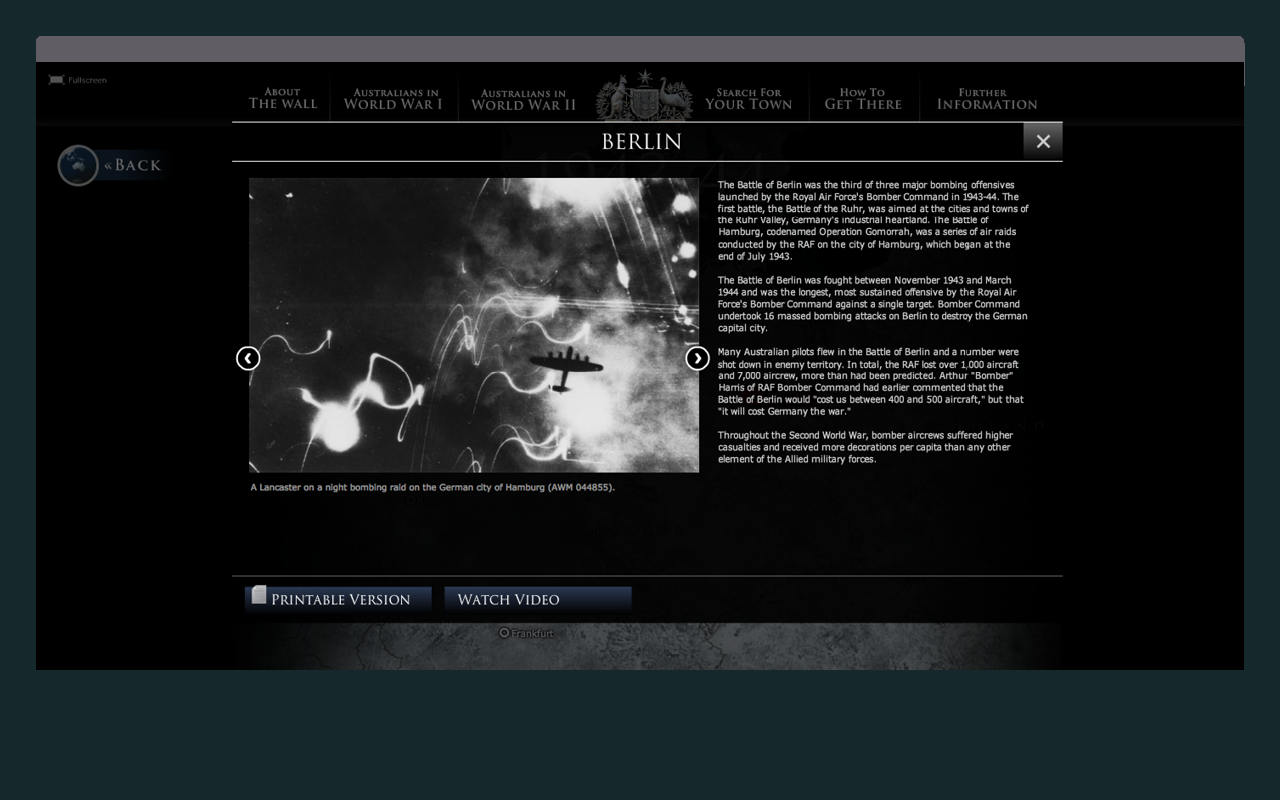 Fullscreen
ABOUT
THE WALL
AUSTRALIANS IN
WORLD WAR I
AUSTRALIANS IN
WORLD WAR II
SEARCH FOR
YOUR TOWN
HOW TO
GET THERE
FURTHER
INFORMATION
«BACK
BERLIN
The Battle of Berlin was the third of three major bombing offensives
launched by the Royal Air Force's Bomber Command in 1943-44. The
first battle, the Battle of the Ruhr, was aimed at the cities and towns of
the Ruhr Valley, Germany's industrial heartland. The Battle of
Hamburg, codenamed Operation Gomorrah, was a series of air raids
conducted by the RAF on the city of Hamburg, which began at the
end of July 1943.
The Battle of Berlin was fought between November 1943 and March
1944 and was the longest, most sustained offensive by the Royal Air
Force's Bomber Command against a single target. Bomber Command
undertook 16 massed bombing attacks on Berlin to destroy the German
capital city.
Many Australian pilots flew in the Battle of Berlin and a number were
shot down in enemy territory. In total, the RAF lost over 1,000 aircraft
and 7,000 aircrew, more than had been predicted. Arthur "Bomber"
Harris of RAF Bomber Command had earlier commented that the
Battle of Berlin would "cost us between 400 and 500 aircraft," but that
"it will cost Germany the war."
Throughout the Second World War, bomber aircrews suffered higher
casualties and received more decorations per capita than any other
element of the Allied military forces.
A Lancaster on a night bombing raid on the German city of Hamburg (AWM 044855).
PRINTABLE VERSION
WATCH VIDEO
Frankfurt